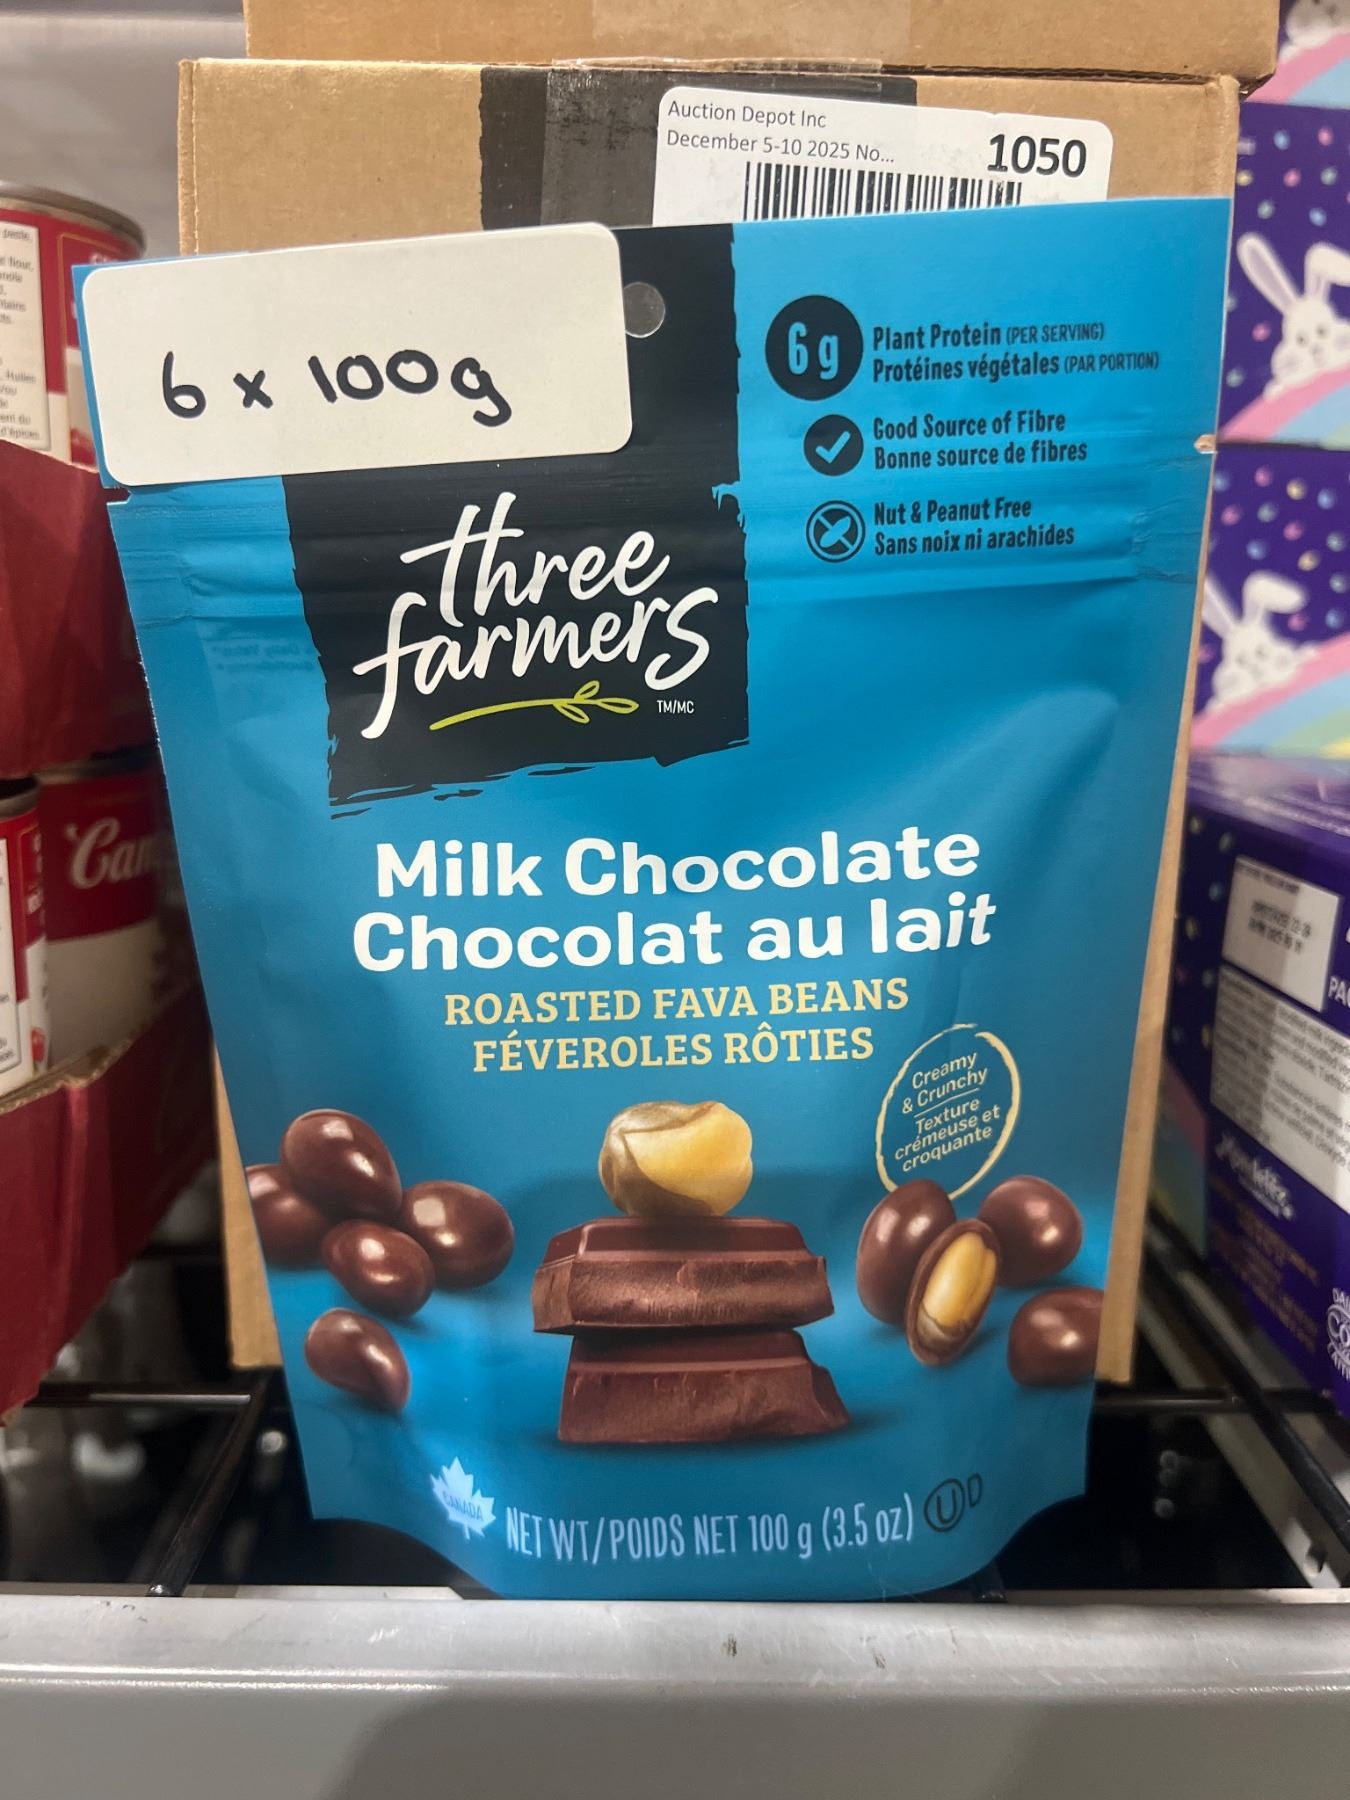 Auction Depot Inc
December 5-10 2025 No...
1050
6 x 100g
6g
Plant Protein (PER SERVING)
Protéines végétales (PAR PORTION)
Good Source of Fibre
Bonne source de fibres
Nut & Peanut Free
Sans noix ni arachides
three
farmers
TM/MC
Milk Chocolate
Chocolat au lait
ROASTED FAVA BEANS
FÉVEROLES RÔTIES
Creamy
& Crunchy
Texture
crémeuse et
croquante
CANADA
NET WT/POIDS NET 100 g (3.5 oz)
U D
Cam